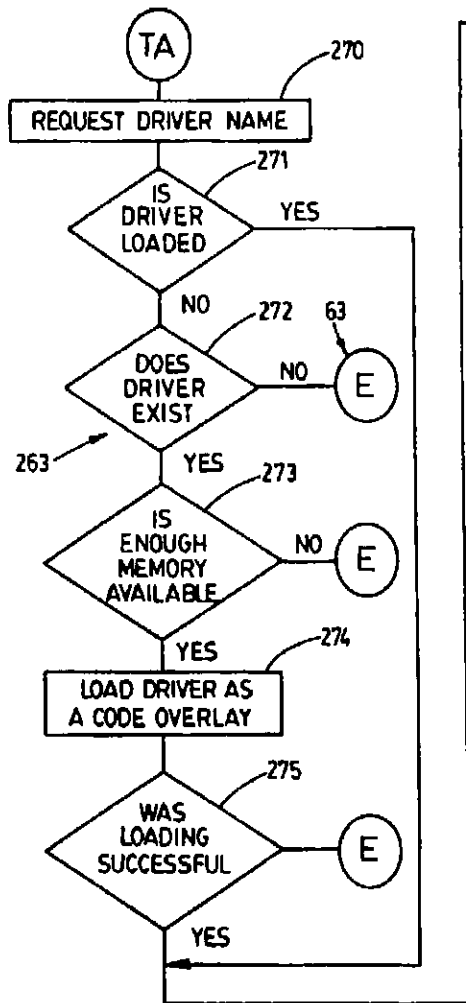 TA
270
REQUEST DRIVER NAME
271
IS
DRIVER
LOADED
YES
NO
272
63
DOES
DRIVER
EXIST
NO
E
263
YES
273
IS
ENOUGH
MEMORY
AVAILABLE
NO
E
YES
274
LOAD DRIVER AS
A CODE OVERLAY
275
WAS
LOADING
SUCCESSFUL
E
YES